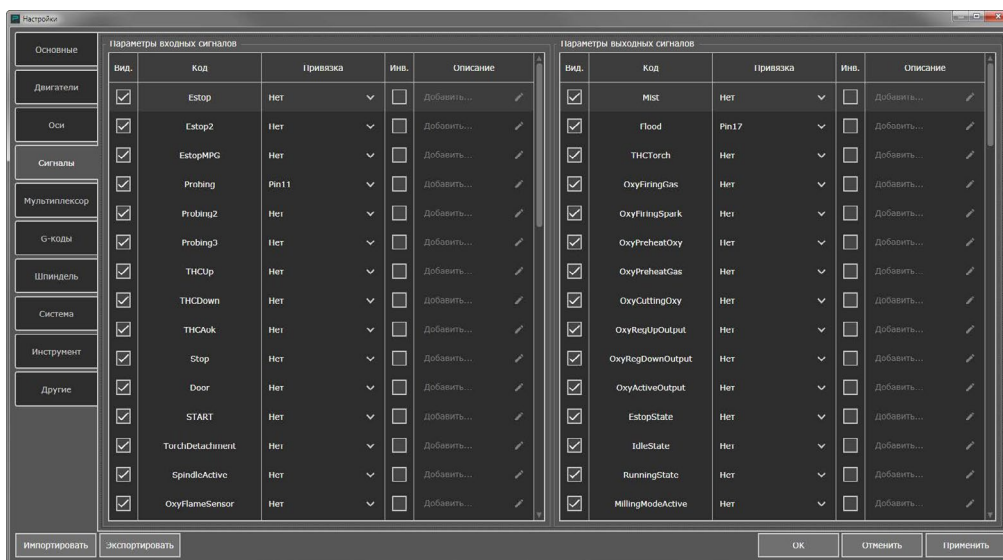 Настройки
Основные
Двигатели
Оси
Сигналы
Мультиплексор
G-коды
Шпиндель
Система
Инструмент
Другие
Параметры входных сигналов
Вид. Код Привязка Инв. Описание
Estop Нет Добавить...
Estop2 Нет Добавить...
EstopMPG Нет Добавить...
Probing Pin11 Добавить...
Probing2 Нет Добавить...
Probing3 Нет Добавить...
THCUp Нет Добавить...
THCDown Нет Добавить...
THCAok Нет Добавить...
Stop Нет Добавить...
Door Нет Добавить...
START Нет Добавить...
TorchDetachment Нет Добавить...
SpindleActive Нет Добавить...
OxyFlameSensor Нет Добавить...
Параметры выходных сигналов
Вид. Код Привязка Инв. Описание
Mist Нет Добавить...
Flood Pin17 Добавить...
THCTorch Нет Добавить...
OxyFiringGas Нет Добавить...
OxyFiringSpark Нет Добавить...
OxyPreheatOxy Нет Добавить...
OxyPreheatGas Нет Добавить...
OxyCuttingOxy Нет Добавить...
OxyRegUpOutput Нет Добавить...
OxyRegDownOutput Нет Добавить...
OxyActiveOutput Нет Добавить...
EstopState Нет Добавить...
IdleState Нет Добавить...
RunningState Нет Добавить...
MillingModeActive Нет Добавить...
Импортировать Экспортировать OK Отменить Применить